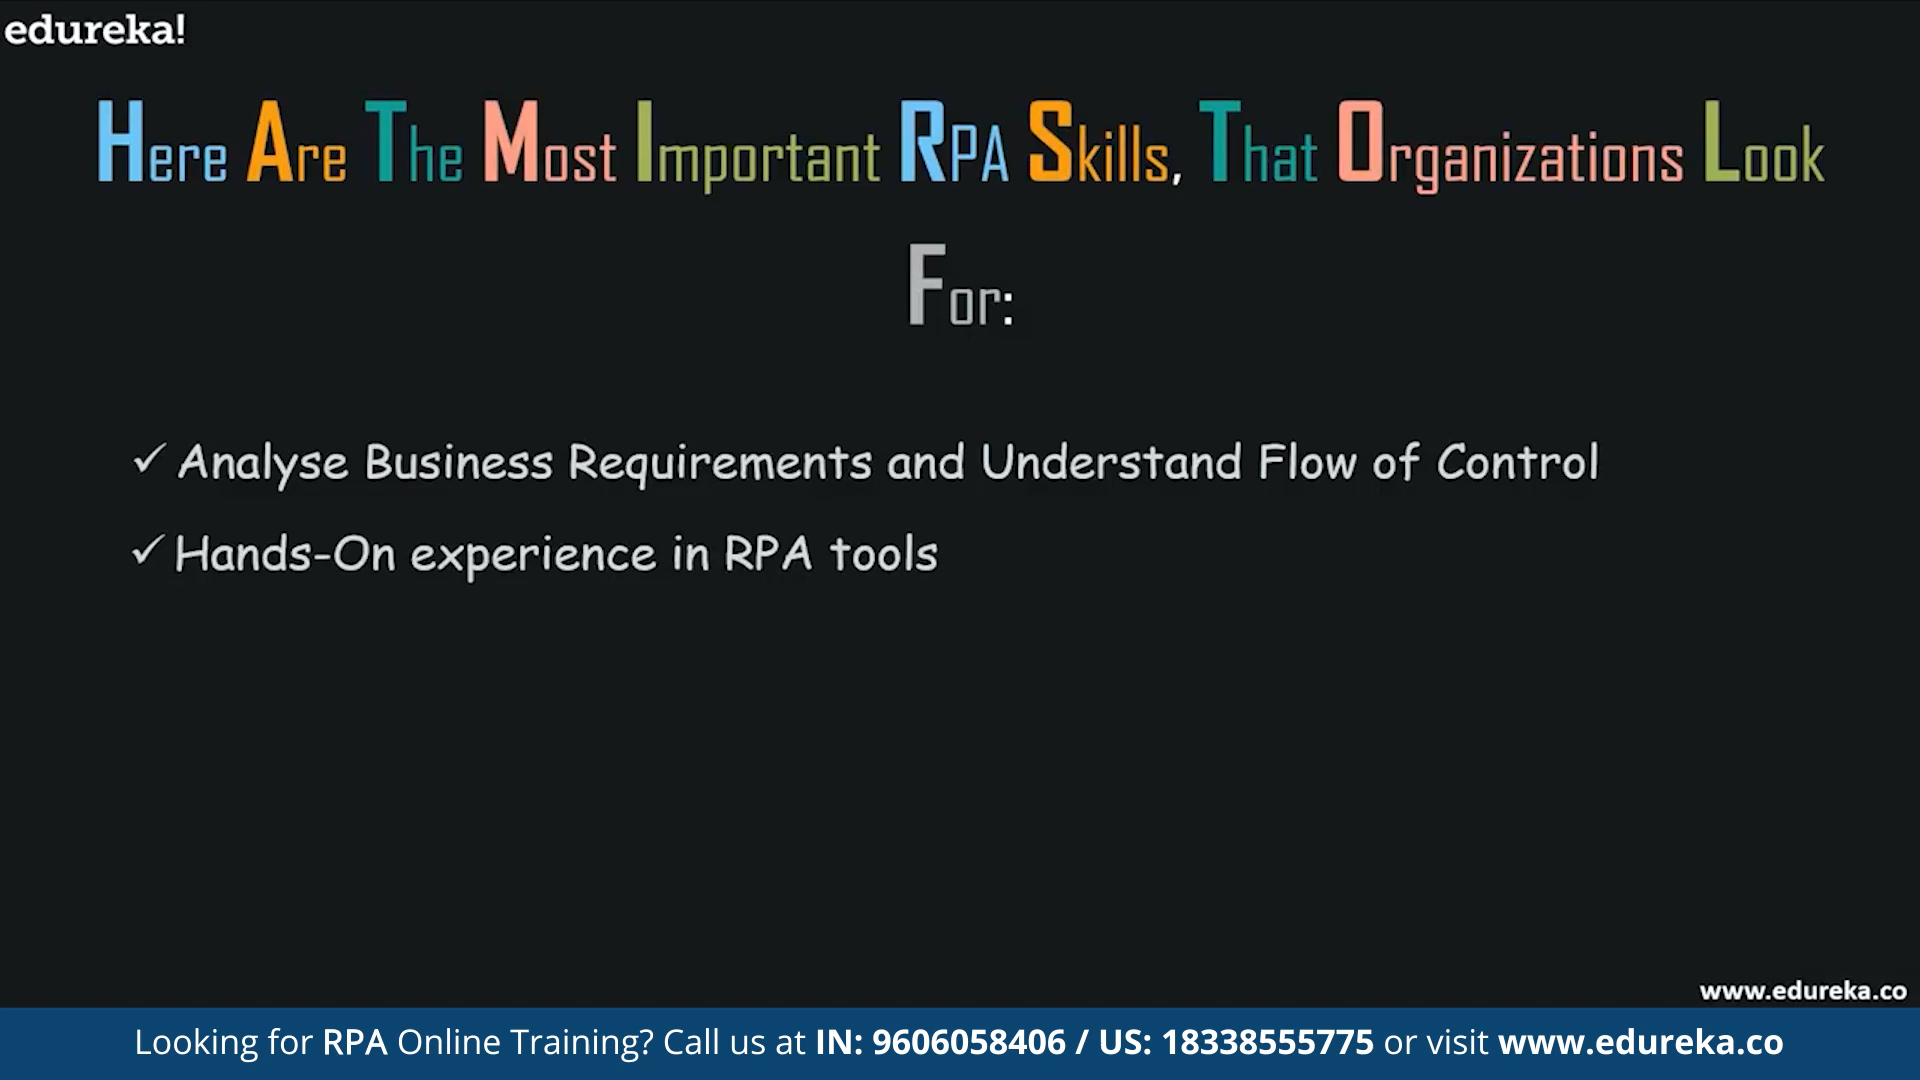 edureka!
Here Are The Most Important RPA Skills, That Organizations Look
For:
✓ Analyse Business Requirements and Understand Flow of Control
✓ Hands-On experience in RPA tools
www.edureka.co
Looking for RPA Online Training? Call us at IN: 9606058406 / US: 18338555775 or visit www.edureka.co